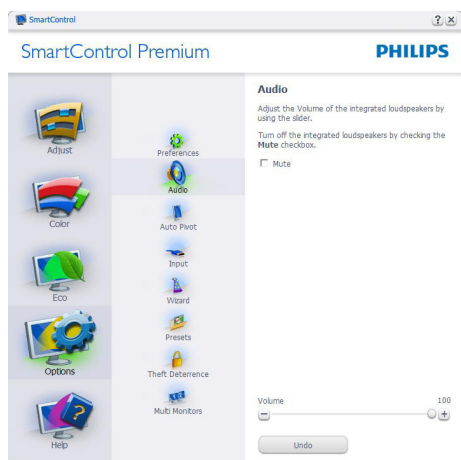 SmartControl
SmartControl Premium
PHILIPS
Adjust
Color
Eco
Options
Help
Preferences
Audio
Auto Pivot
Input
Wizard
Presets
Theft Deterrence
Multi Monitors
Audio
Adjust the Volume of the integrated loudspeakers by
using the slider.
Turn off the integrated loudspeakers by checking the
Mute checkbox.
Mute
Volume 100
Undo